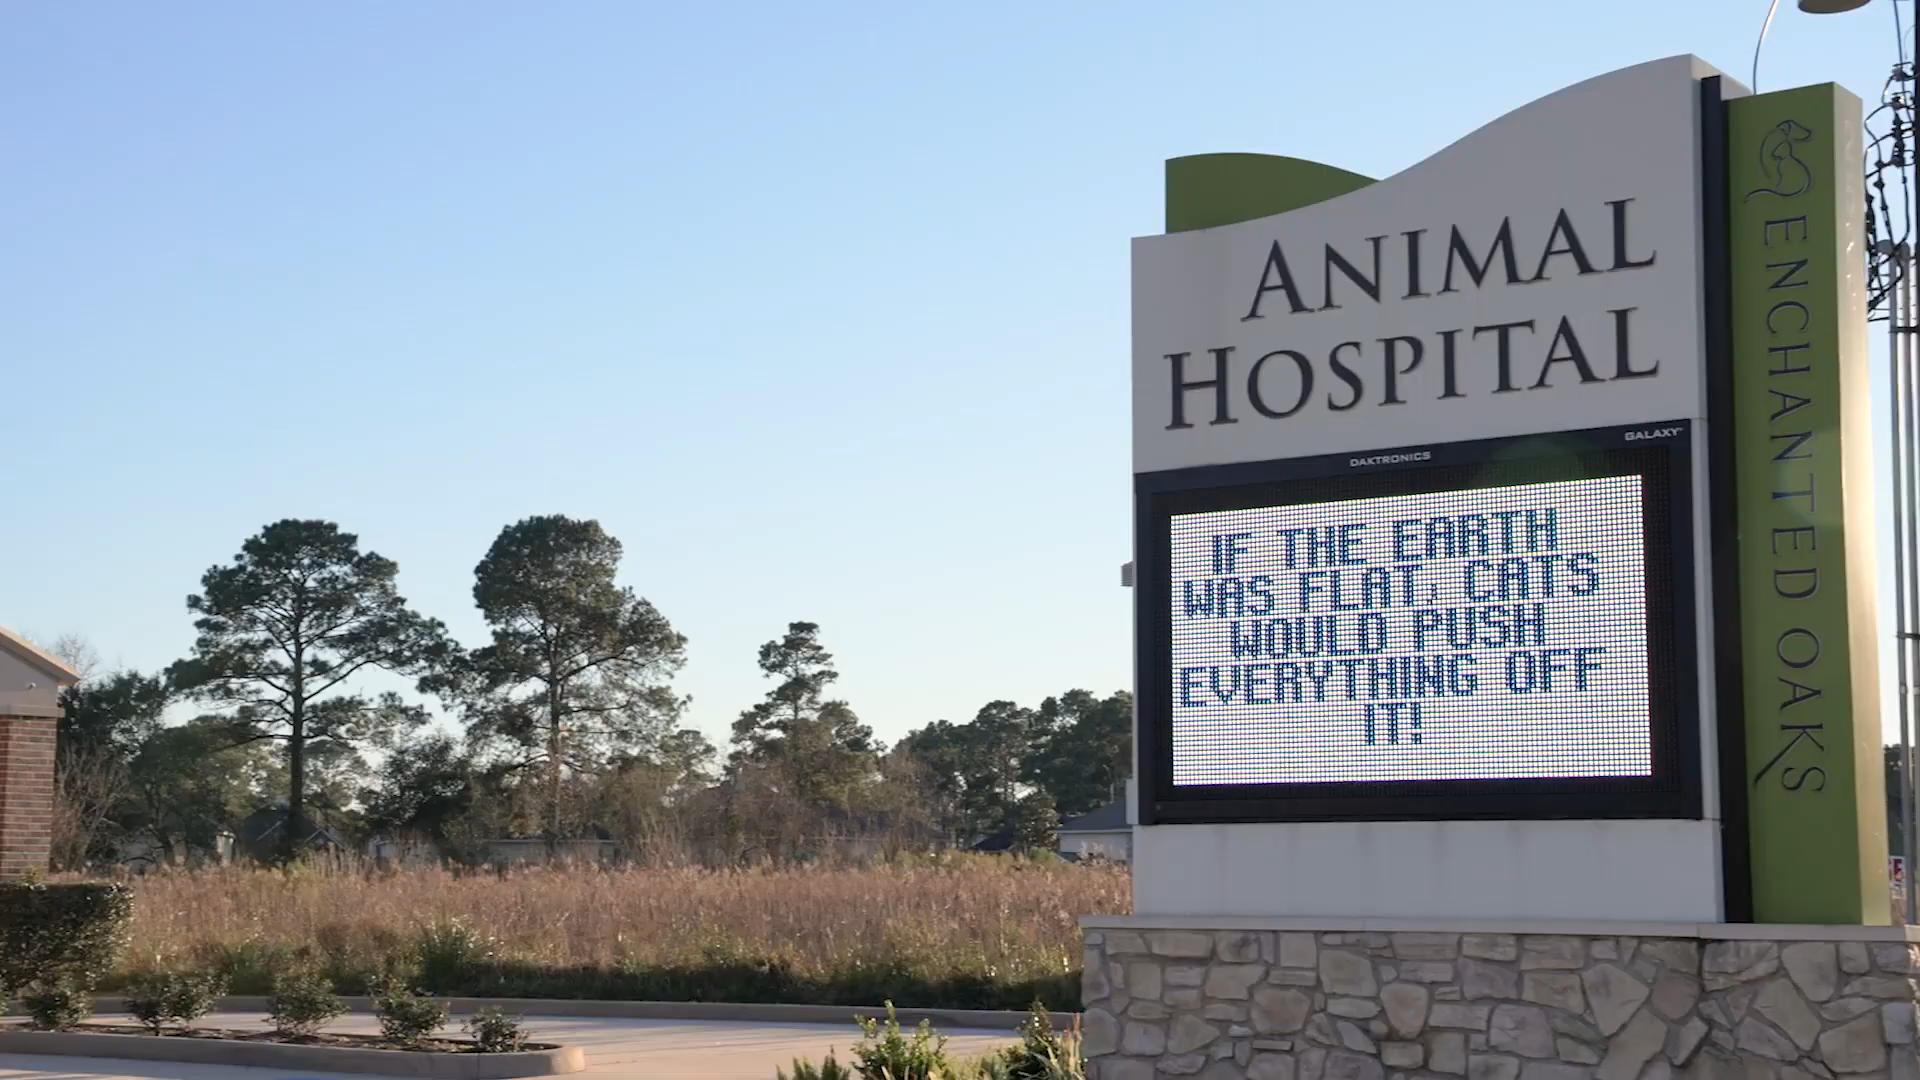 ANIMAL
HOSPITAL
ENCHANTED OAKS
DAKTRONICS
GALAXY
IF THE EARTH
WAS FLAT, CATS
WOULD PUSH
EVERYTHING OFF
IT!